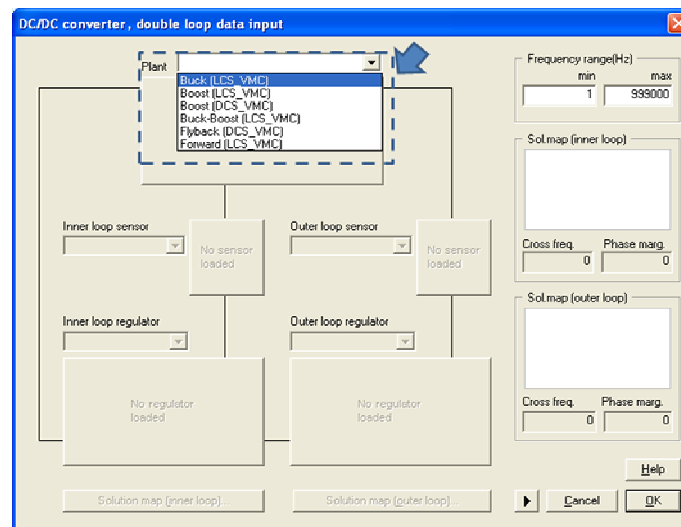 DC/DC converter, double loop data input
Plant
Buck (LCS_VMC)
Boost (LCS_VMC)
Boost (DCS_VMC)
Buck-Boost (LCS_VMC)
Flyback (DCS_VMC)
Forward (LCS_VMC)
Frequency range(Hz)
min max
1 999000
Sol.map (inner loop)
Cross freq. Phase marg.
0 0
Inner loop sensor
No sensor
loaded
Outer loop sensor
No sensor
loaded
Sol.map (outer loop)
Cross freq. Phase marg.
0 0
Inner loop regulator
No regulator
loaded
Outer loop regulator
No regulator
loaded
Solution map (inner loop)...
Solution map (outer loop)...
Help
Cancel
OK